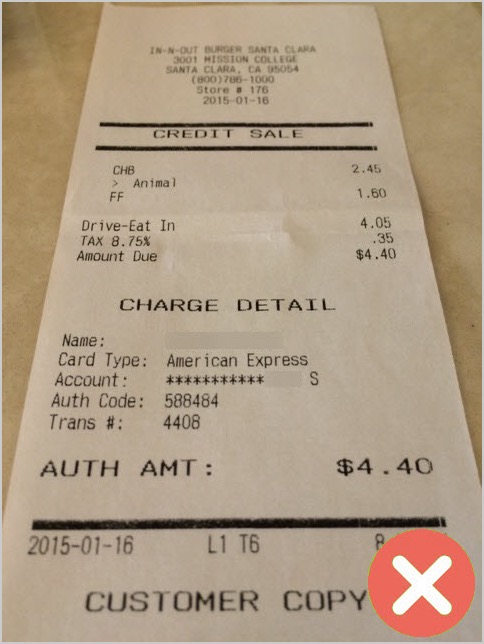 IN-N-OUT BURGER SANTA CLARA
3001 MISSION COLLEGE
SANTA CLARA, CA 95054
(800)786-1000
Store # 176
2015-01-16
CREDIT SALE
CHB 2.45
> Animal
FF 1.60
Drive-Eat In 4.05
TAX 8.75% .35
Amount Due $4.40
CHARGE DETAIL
Name:
Card Type: American Express
Account: *********** S
Auth Code: 588484
Trans #: 4408
AUTH AMT: $4.40
2015-01-16 L1 T6
CUSTOMER COPY